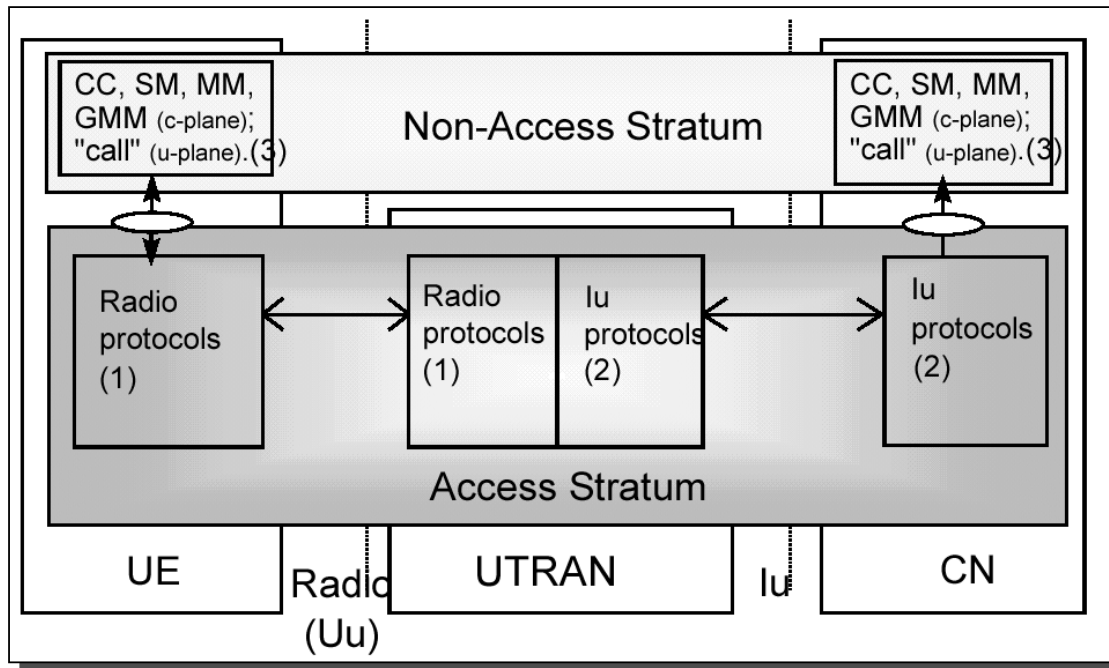 CC, SM, MM,
GMM (c-plane);
"call" (u-plane).(3)
Non-Access Stratum
CC, SM, MM,
GMM (c-plane);
"call" (u-plane).(3)
Radio
protocols
(1)
Radio
protocols
(1)
Iu
protocols
(2)
Iu
protocols
(2)
Access Stratum
UE
Radio
(Uu)
UTRAN
Iu
CN